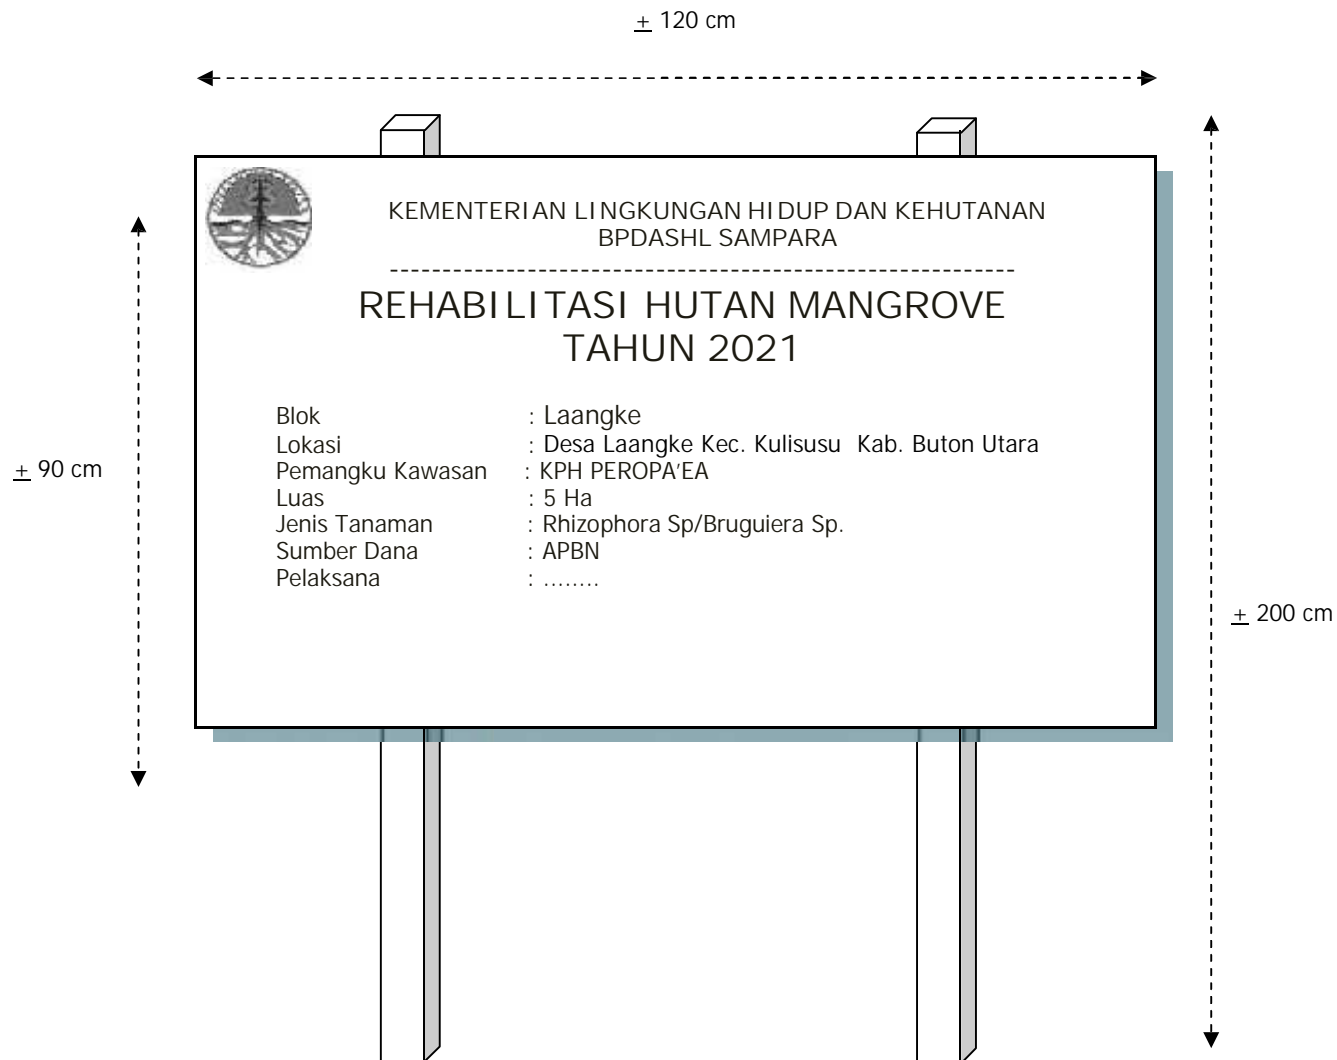 ± 120 cm
KEMENTERIAN LINGKUNGAN HIDUP DAN KEHUTANAN
BPDASHL SAMPARA
------------------------------------------------------------
REHABILITASI HUTAN MANGROVE
TAHUN 2021
Blok : Laangke
Lokasi : Desa Laangke Kec. Kulisusu Kab. Buton Utara
± 90 cm
Pemangku Kawasan : KPH PEROPA'EA
Luas : 5 Ha
Jenis Tanaman : Rhizophora Sp/Bruguiera Sp.
Sumber Dana : APBN
Pelaksana : ........
± 200 cm